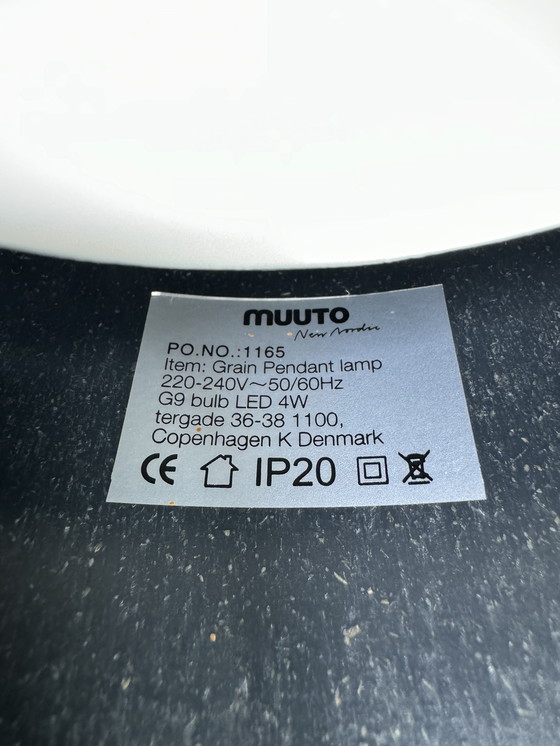 muuto
New Nordic
PO.NO.:1165
Item: Grain Pendant lamp
220-240V~50/60Hz
G9 bulb LED 4W
tergade 36-38 1100,
Copenhagen K Denmark
CE IP20